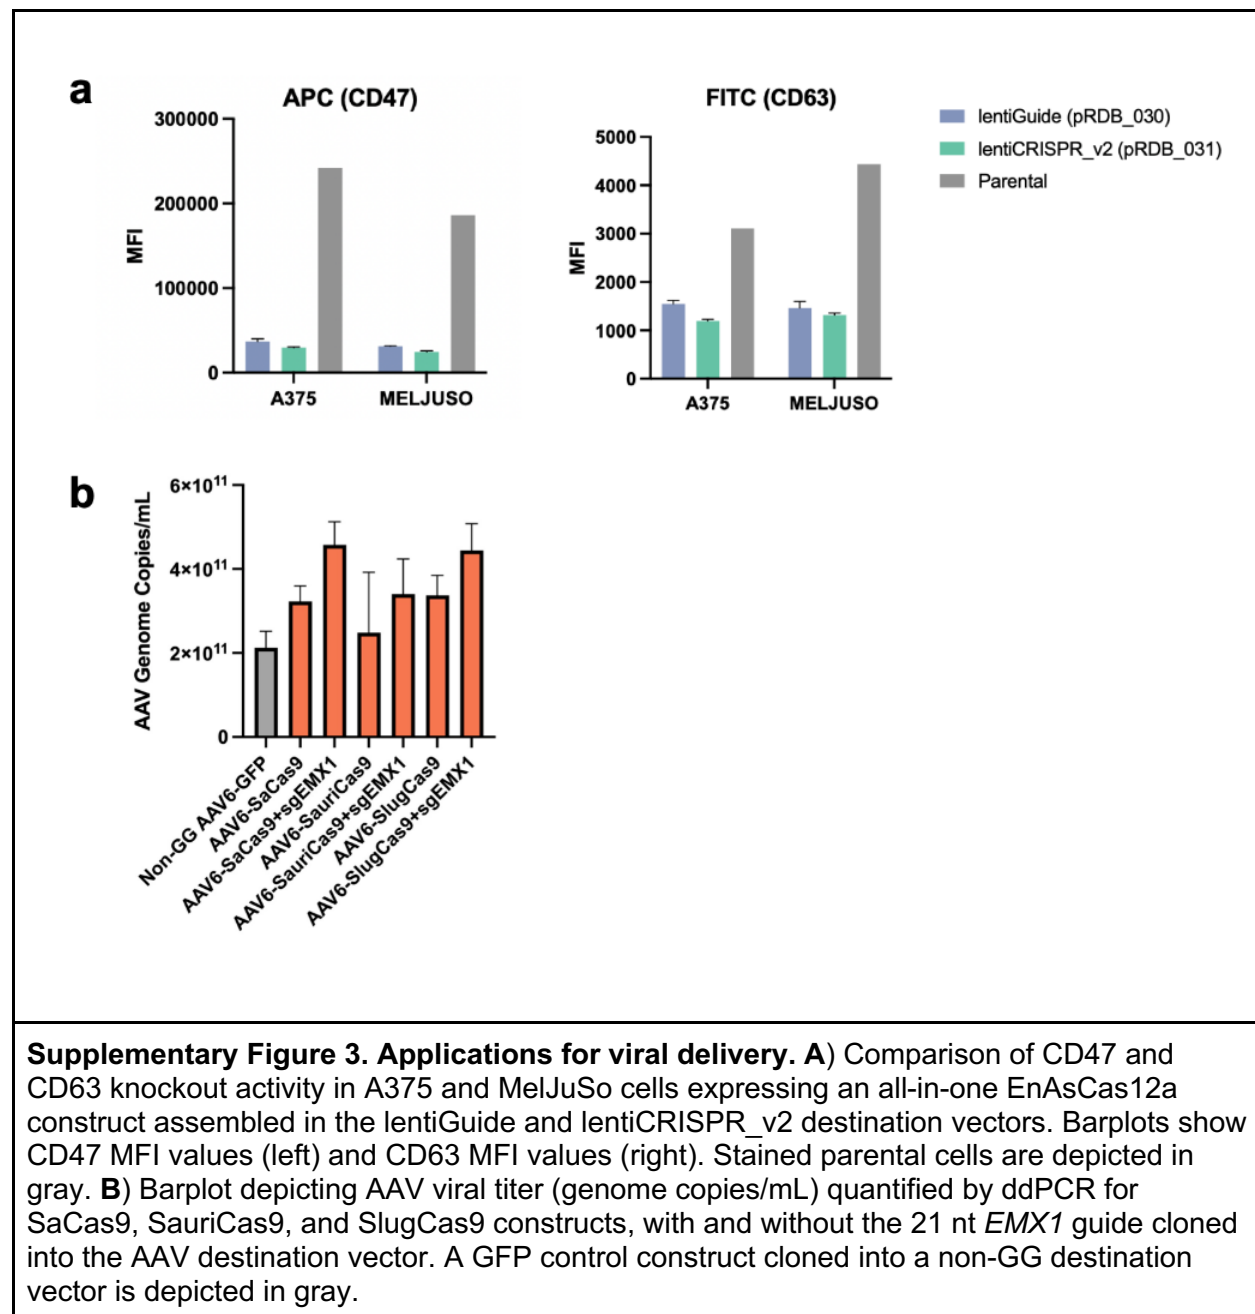 a
APC (CD47)
300000
200000
100000
0
MFI
A375
MELJUSO
FITC (CD63)
5000
4000
3000
2000
1000
0
MFI
A375
MELJUSO
lentiGuide (pRDB_030)
lentiCRISPR_v2 (pRDB_031)
Parental
b
6×10¹¹
4×10¹¹
2×10¹¹
0
AAV Genome Copies/mL
Non-GG AAV6-GFP
AAV6-SaCas9
AAV6-SaCas9+sgEMX1
AAV6-SauriCas9
AAV6-SauriCas9+sgEMX1
AAV6-SlugCas9
AAV6-SlugCas9+sgEMX1
Supplementary Figure 3. Applications for viral delivery. A) Comparison of CD47 and
CD63 knockout activity in A375 and MelJuSo cells expressing an all-in-one EnAsCas12a
construct assembled in the lentiGuide and lentiCRISPR_v2 destination vectors. Barplots show
CD47 MFI values (left) and CD63 MFI values (right). Stained parental cells are depicted in
gray. B) Barplot depicting AAV viral titer (genome copies/mL) quantified by ddPCR for
SaCas9, SauriCas9, and SlugCas9 constructs, with and without the 21 nt EMX1 guide cloned
into the AAV destination vector. A GFP control construct cloned into a non-GG destination
vector is depicted in gray.